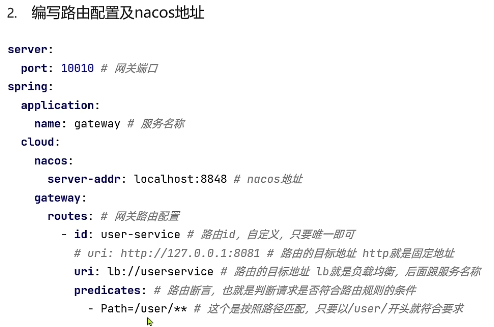 2. 编写路由配置及nacos地址
server:
  port: 10010 # 网关端口
spring:
  application:
    name: gateway # 服务名称
  cloud:
    nacos:
      server-addr: localhost:8848 # nacos地址
    gateway:
      routes: # 网关路由配置
        - id: user-service # 路由id，自定义，只要唯一即可
          # uri: http://127.0.0.1:8081 # 路由的目标地址 http就是固定地址
          uri: lb://userservice # 路由的目标地址 lb就是负载均衡，后面跟服务名称
          predicates: # 路由断言，也就是判断请求是否符合路由规则的条件
            - Path=/user/** # 这个是按照路径匹配，只要以/user/开头就符合要求